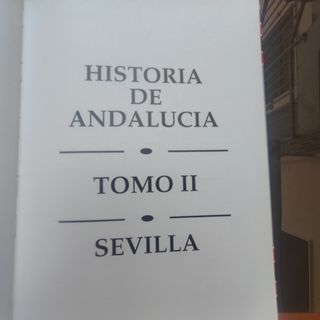 HISTORIA
DE
ANDALUCIA
TOMO II
SEVILLA